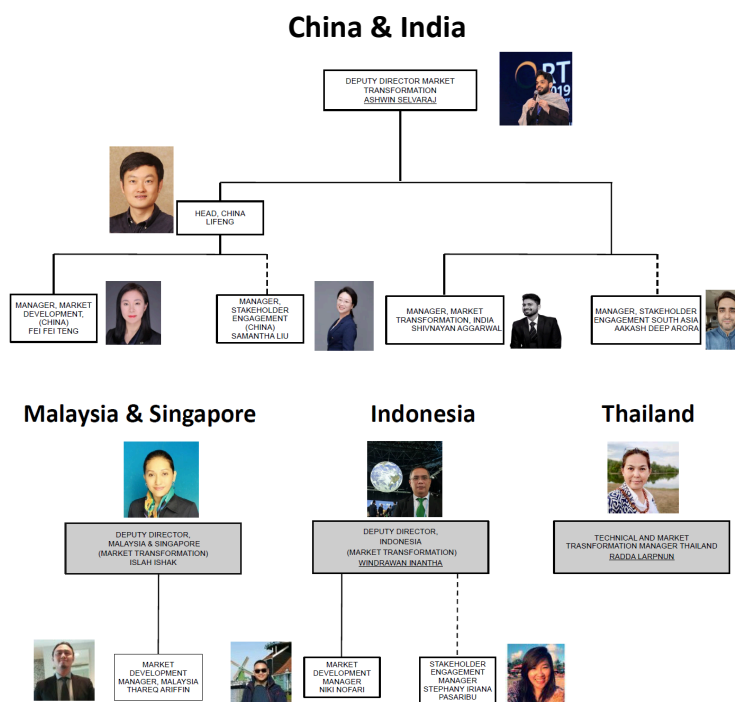 China & India
DEPUTY DIRECTOR MARKET
TRANSFORMATION
ASHWIN SELVARAJ
RT
2019
HEAD, CHINA
LIFENG
MANAGER, MARKET
DEVELOPMENT,
(CHINA)
FEI FEI TENG
MANAGER,
STAKEHOLDER
ENGAGEMENT
(CHINA)
SAMANTHA LIU
MANAGER, MARKET
TRANSFORMATION, INDIA
SHIVNAYAN AGGARWAL
MANAGER, STAKEHOLDER
ENGAGEMENT SOUTH ASIA
AAKASH DEEP ARORA
Malaysia & Singapore
DEPUTY DIRECTOR,
MALAYSIA & SINGAPORE
(MARKET TRANSFORMATION)
ISLAH ISHAK
MARKET
DEVELOPMENT
MANAGER, MALAYSIA
THAREQ ARIFFIN
Indonesia
DEPUTY DIRECTOR,
INDONESIA
(MARKET TRANSFORMATION)
WINDRAWAN INANTHA
MARKET
DEVELOPMENT
MANAGER
NIKI NOFARI
STAKEHOLDER
ENGAGEMENT
MANAGER
STEPHANY IRIANA
PASARIBU
Thailand
TECHNICAL AND MARKET
TRASNFORMATION MANAGER THAILAND
RADDA LARPNUN